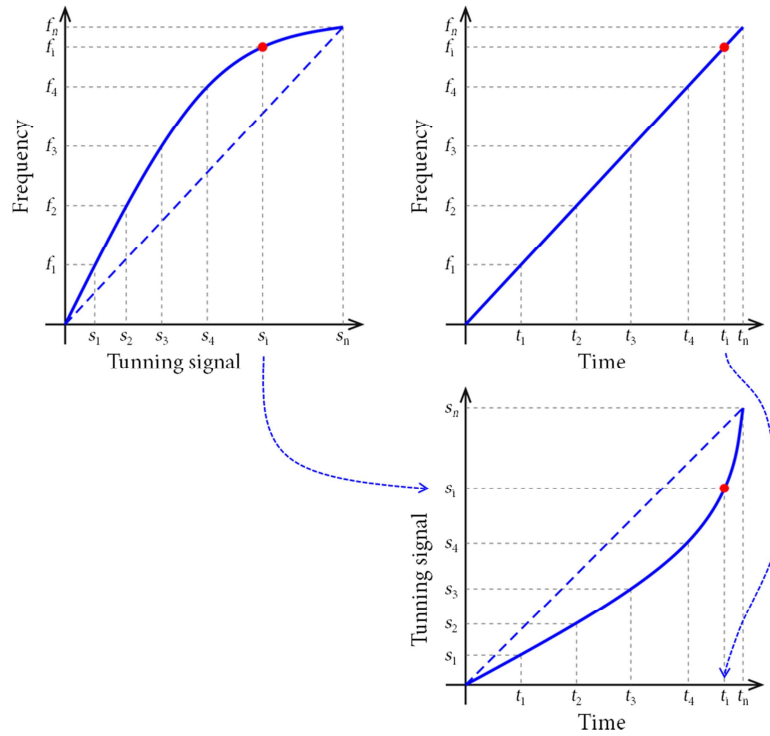 Frequency
fn
fi
f4
f3
f2
f1
s1 s2 s3 s4 si sn
Tunning signal
Frequency
fn
fi
f4
f3
f2
f1
t1 t2 t3 t4 ti tn
Time
Tunning signal
sn
si
s4
s3
s2
s1
t1 t2 t3 t4 ti tn
Time